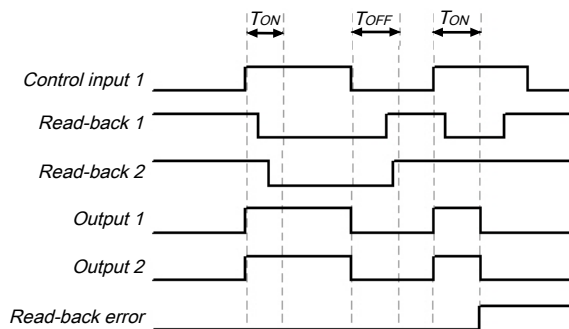 TON TOFF TON
Control input 1
Read-back 1
Read-back 2
Output 1
Output 2
Read-back error